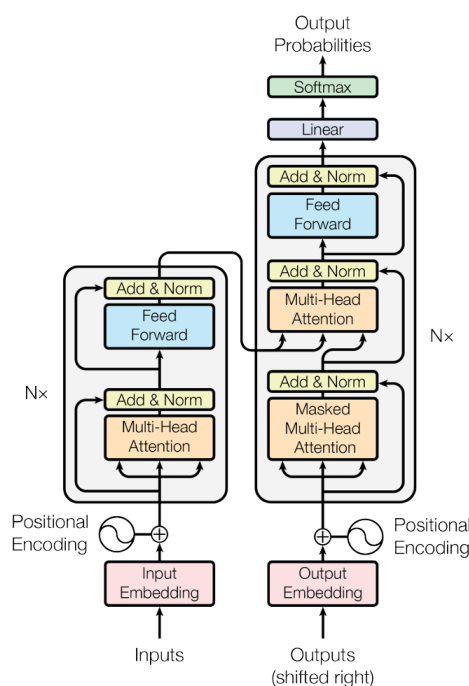 Output
Probabilities
Softmax
Linear
Add & Norm
Feed
Forward
Add & Norm
Multi-Head
Attention
Add & Norm
Masked
Multi-Head
Attention
N×
Add & Norm
Feed
Forward
Add & Norm
Multi-Head
Attention
N×
Positional
Encoding
Positional
Encoding
Input
Embedding
Output
Embedding
Inputs
Outputs
(shifted right)